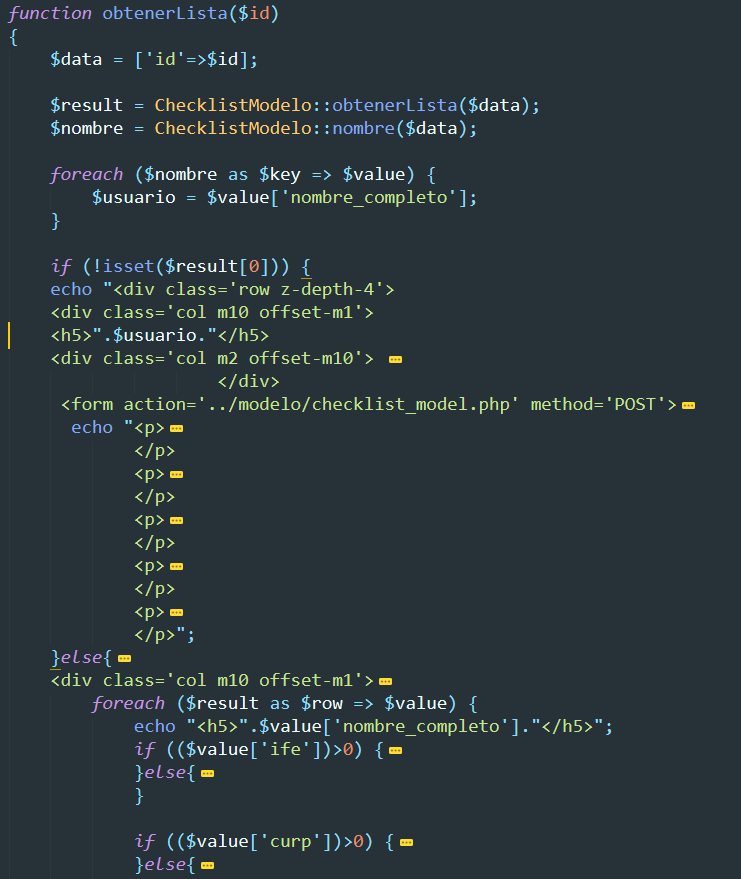 function obtenerLista($id)
{
    $data = ['id'=>$id];

    $result = ChecklistModelo::obtenerLista($data);
    $nombre = ChecklistModelo::nombre($data);

    foreach ($nombre as $key => $value) {
        $usuario = $value['nombre_completo'];
    }

    if (!isset($result[0])) {
    echo "<div class='row z-depth-4'>
    <div class='col m10 offset-m1'>
    <h5>".$usuario."</h5>
    <div class='col m2 offset-m10'> ...
                    </div>
     <form action='../modelo/checklist_model.php' method='POST'> ...
      echo "<p> ...
            </p>
            <p> ...
            </p>
            <p> ...
            </p>
            <p> ...
            </p>
            <p> ...
            </p>";
    }else{ ...
    <div class='col m10 offset-m1'> ...
        foreach ($result as $row => $value) {
            echo "<h5>".$value['nombre_completo']."</h5>";
            if (($value['ife'])>0) { ...
            }else{ ...
            }

            if (($value['curp'])>0) { ...
            }else{ ...